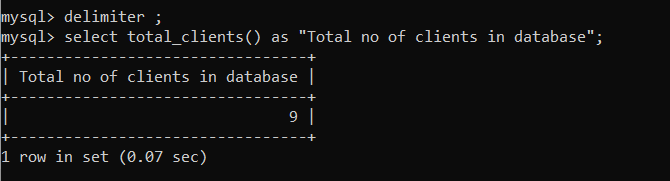 mysql> delimiter ;
mysql> select total_clients() as "Total no of clients in database";
+--------------------------------+
| Total no of clients in database |
+--------------------------------+
|                               9 |
+--------------------------------+
1 row in set (0.07 sec)